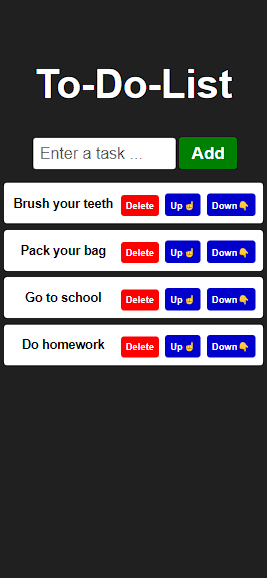 To-Do-List
Enter a task ... Add
Brush your teeth Delete Up☝ Down👇
Pack your bag Delete Up☝ Down👇
Go to school Delete Up☝ Down👇
Do homework Delete Up☝ Down👇